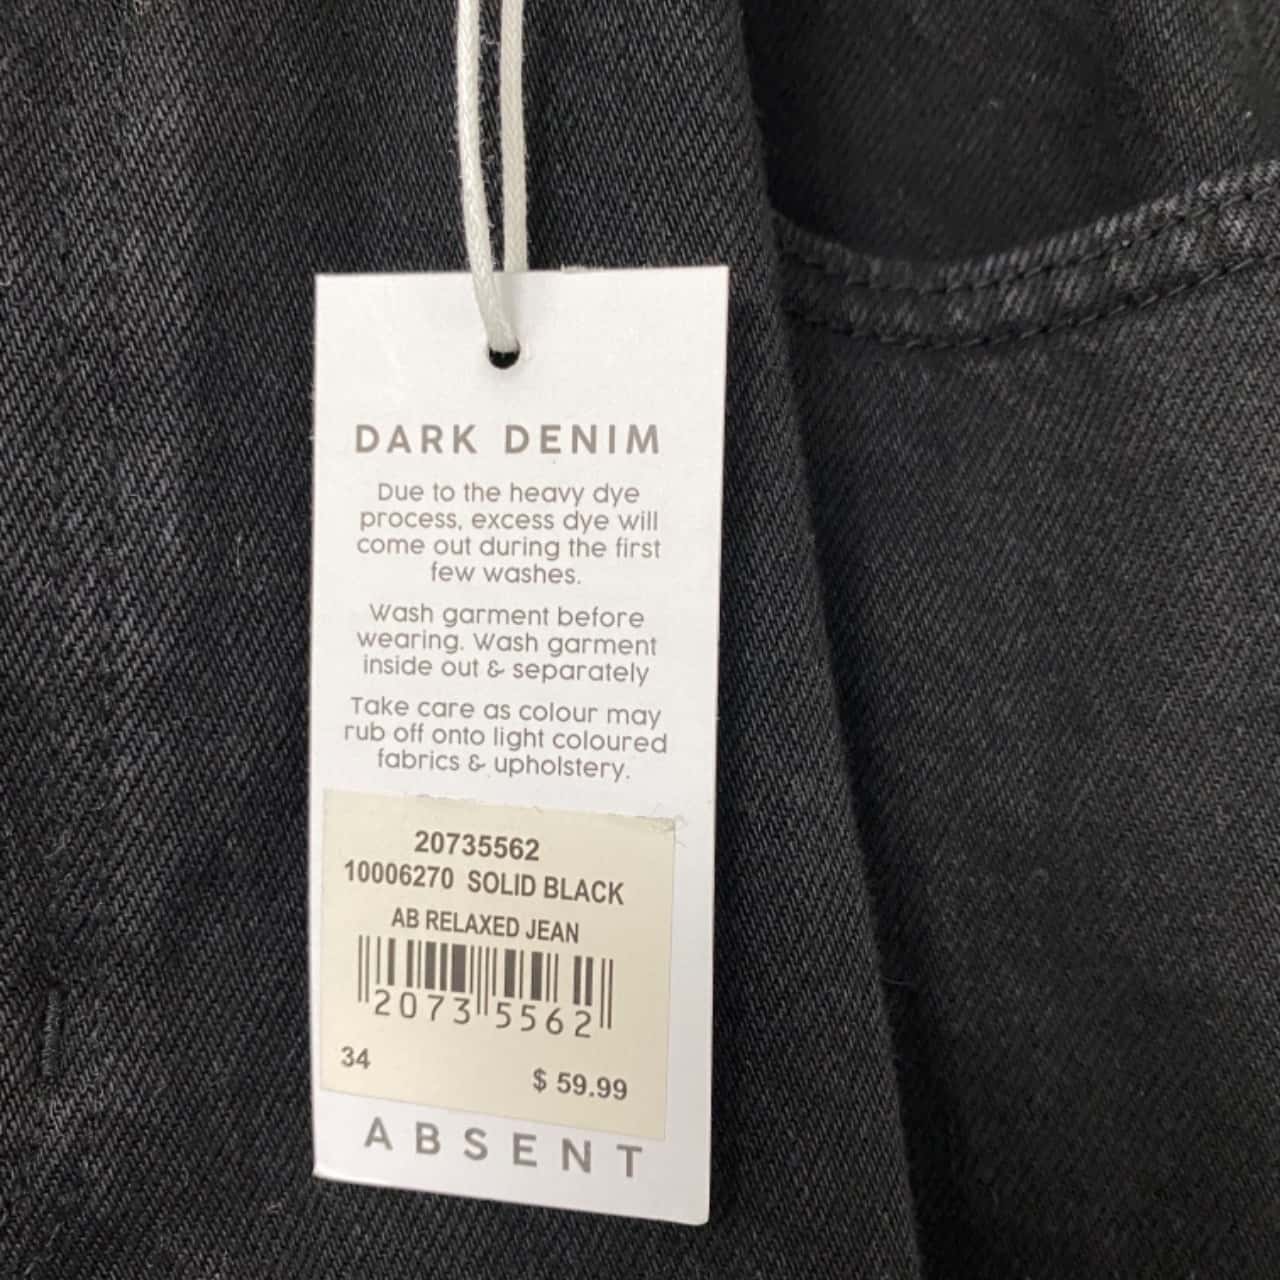 DARK DENIM
Due to the heavy dye
process, excess dye will
come out during the first
few washes.
Wash garment before
wearing. Wash garment
inside out & separately
Take care as colour may
rub off onto light coloured
fabrics & upholstery.
20735562
10006270 SOLID BLACK
AB RELAXED JEAN
2073 5562
34
$ 59.99
ABSENT